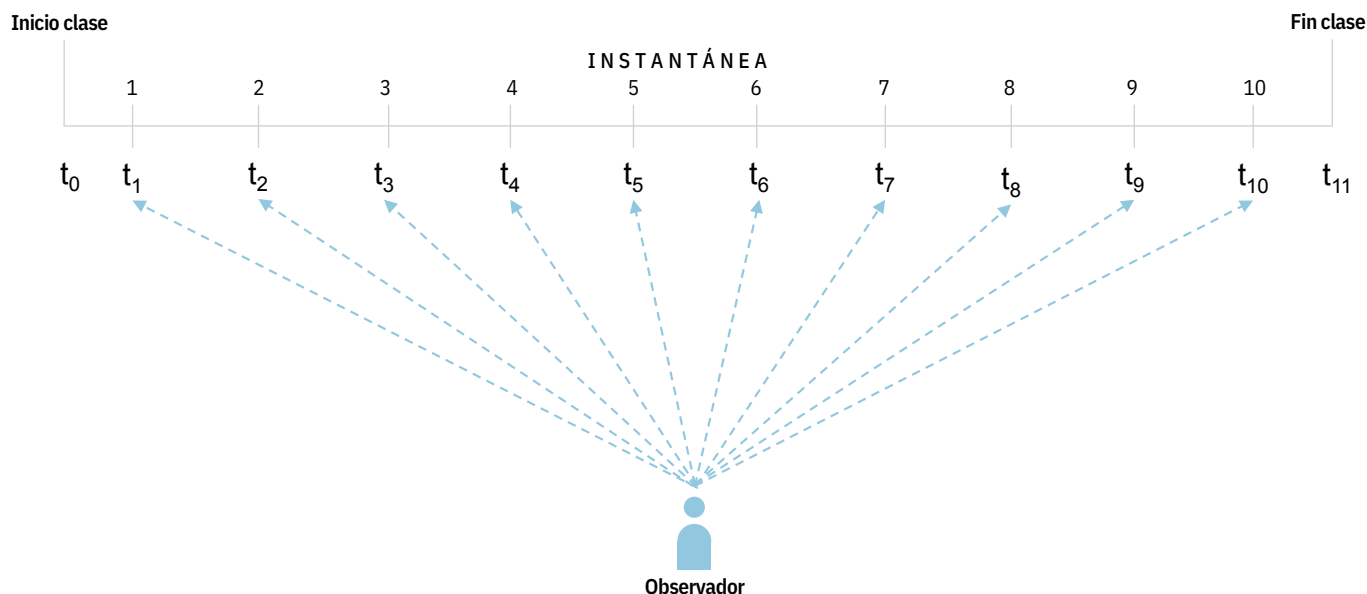 Inicio clase
Fin clase
INSTANTÁNEA
1 2 3 4 5 6 7 8 9 10
t0 t1 t2 t3 t4 t5 t6 t7 t8 t9 t10 t11
Observador